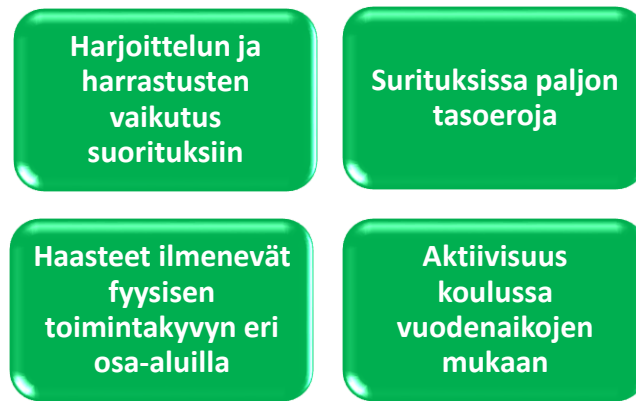 Harjoittelun ja
harrastusten
vaikutus
suorituksiin
Surituksissa paljon
tasoeroja
Haasteet ilmenevät
fyysisen
toimintakyvyn eri
osa-aluilla
Aktiivisuus
koulussa
vuodenaikojen
mukaan